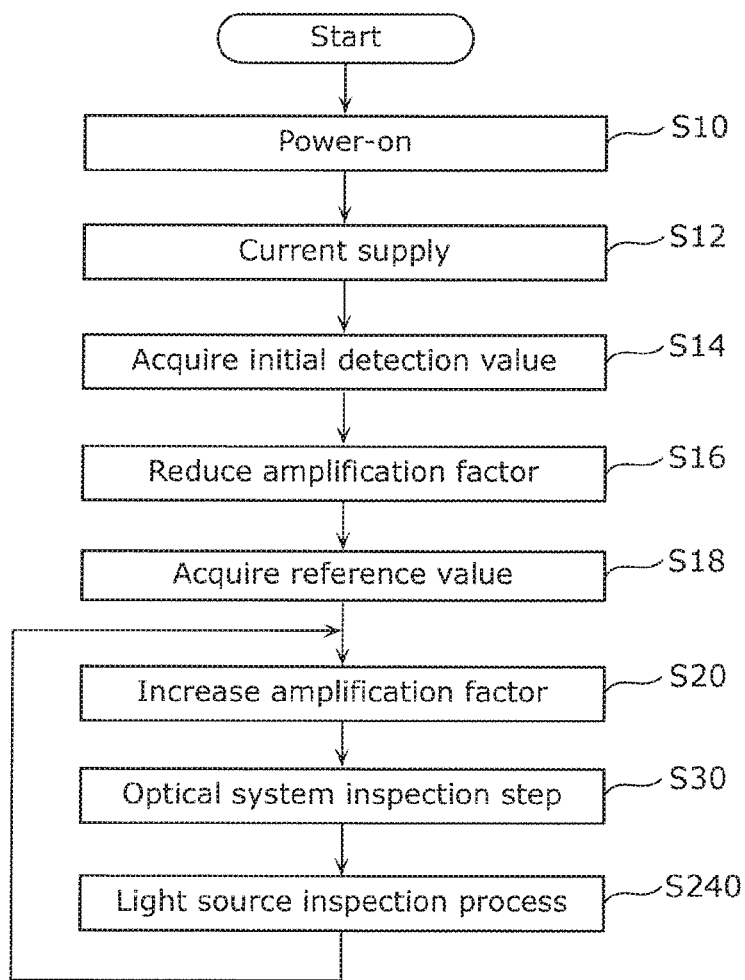 Start
Power-on
S10
Current supply
S12
Acquire initial detection value
S14
Reduce amplification factor
S16
Acquire reference value
S18
Increase amplification factor
S20
Optical system inspection step
S30
Light source inspection process
S240